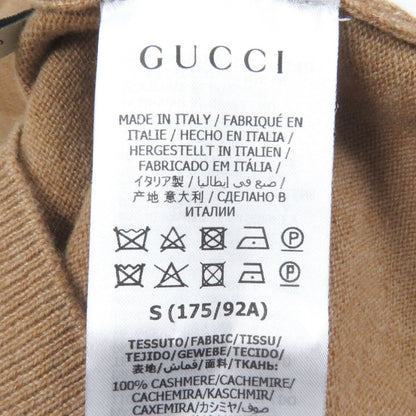 GUCCI
MADE IN ITALY / FABRIQUÉ EN
ITALIE / HECHO EN ITALIA /
HERGESTELLT IN ITALIEN /
FABRICADO EM ITÁLIA /
イタリア製 / صنع في إيطاليا /
产地 意大利 / СДЕЛАНО В
ИТАЛИИ
S (175/92A)
TESSUTO/FABRIC/TISSU/
TEJIDO/GEWEBE/TECIDO/
表地/قماش/面料/ТКАНЬ:
100% CASHMERE/CACHEMIRE/
CACHEMIRA/KASCHMIR/
CAXEMIRA/カシミヤ/صوف